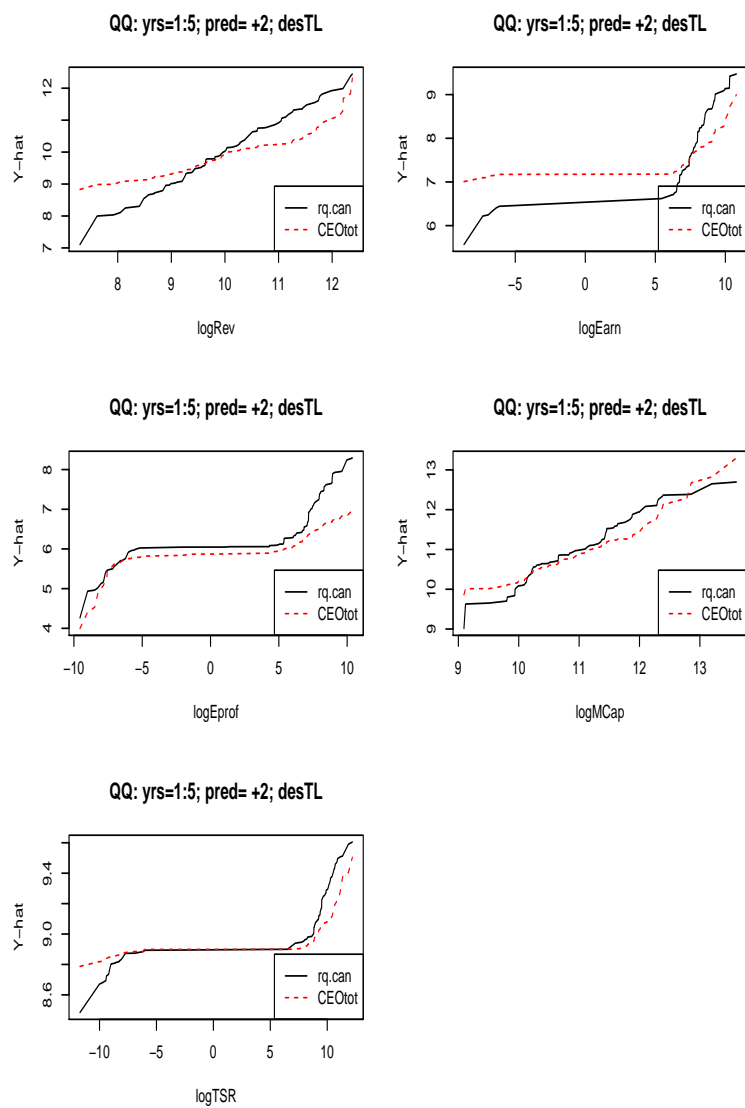 QQ: yrs=1:5; pred= +2; desTL
Y-hat
12
11
10
9
8
7
rq.can
CEOtot
8 9 10 11 12
logRev
QQ: yrs=1:5; pred= +2; desTL
Y-hat
9
8
7
6
rq.can
CEOtot
−5 0 5 10
logEarn
QQ: yrs=1:5; pred= +2; desTL
Y-hat
8
7
6
5
4
rq.can
CEOtot
−10 −5 0 5 10
logEprof
QQ: yrs=1:5; pred= +2; desTL
Y-hat
13
12
11
10
9
rq.can
CEOtot
9 10 11 12 13
logMCap
QQ: yrs=1:5; pred= +2; desTL
Y-hat
9.4
9.0
8.6
rq.can
CEOtot
−10 −5 0 5 10
logTSR